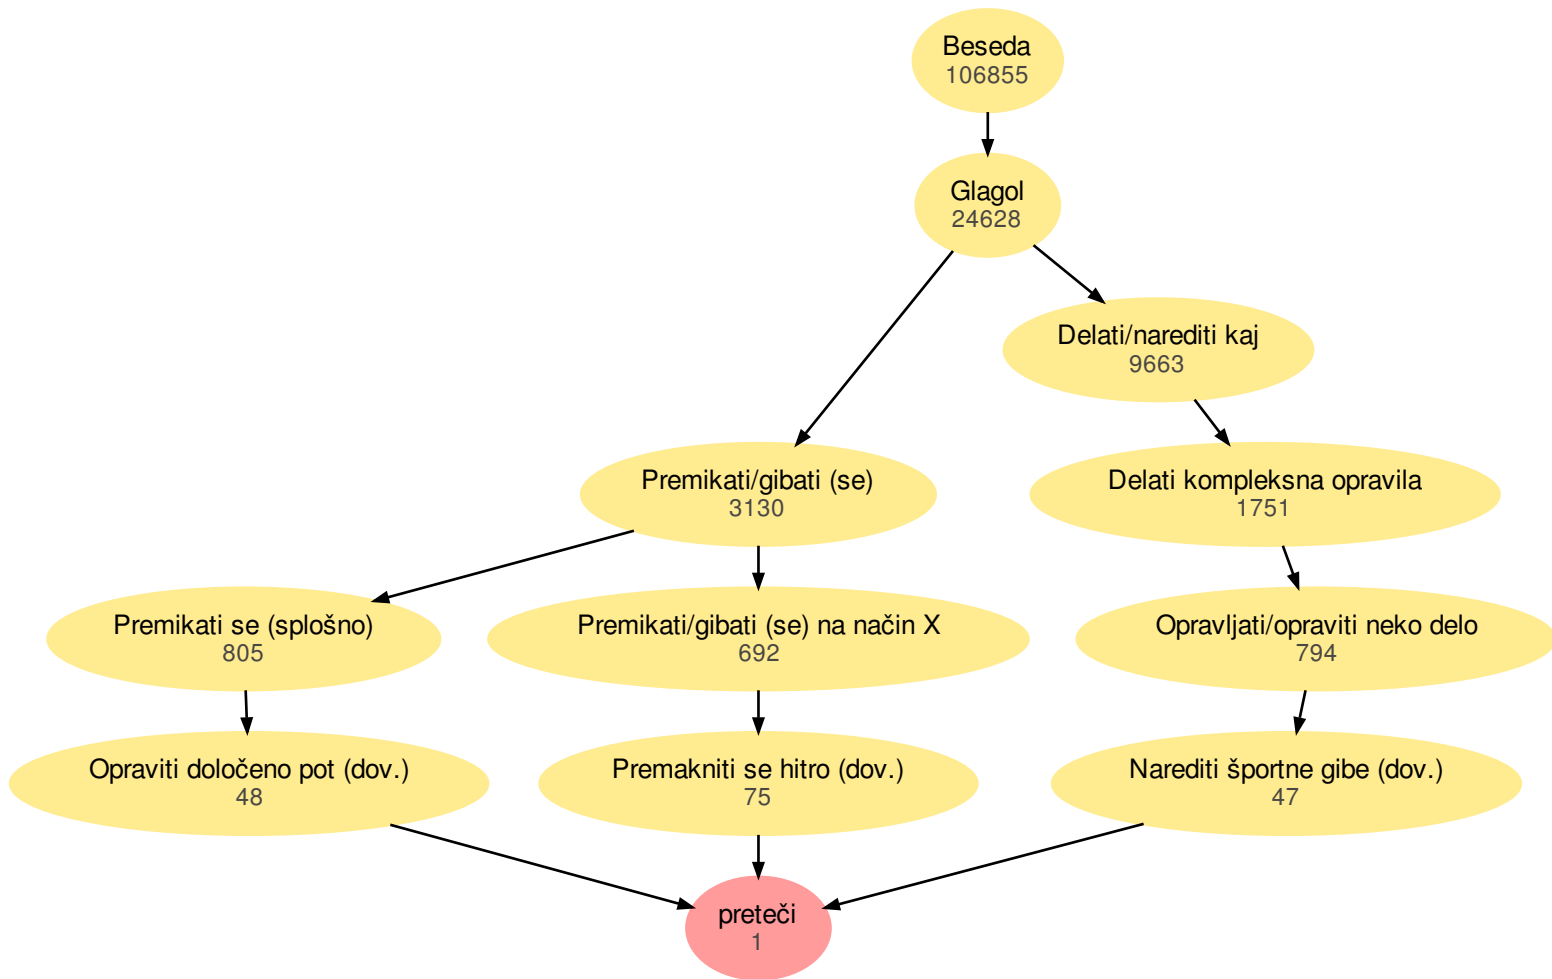 Beseda
106855
Glagol
24628
Delati/narediti kaj
9663
Premikati/gibati (se)
3130
Delati kompleksna opravila
1751
Premikati se (splošno)
805
Premikati/gibati (se) na način X
692
Opravljati/opraviti neko delo
794
Opraviti določeno pot (dov.)
48
Premakniti se hitro (dov.)
75
Narediti športne gibe (dov.)
47
preteči
1